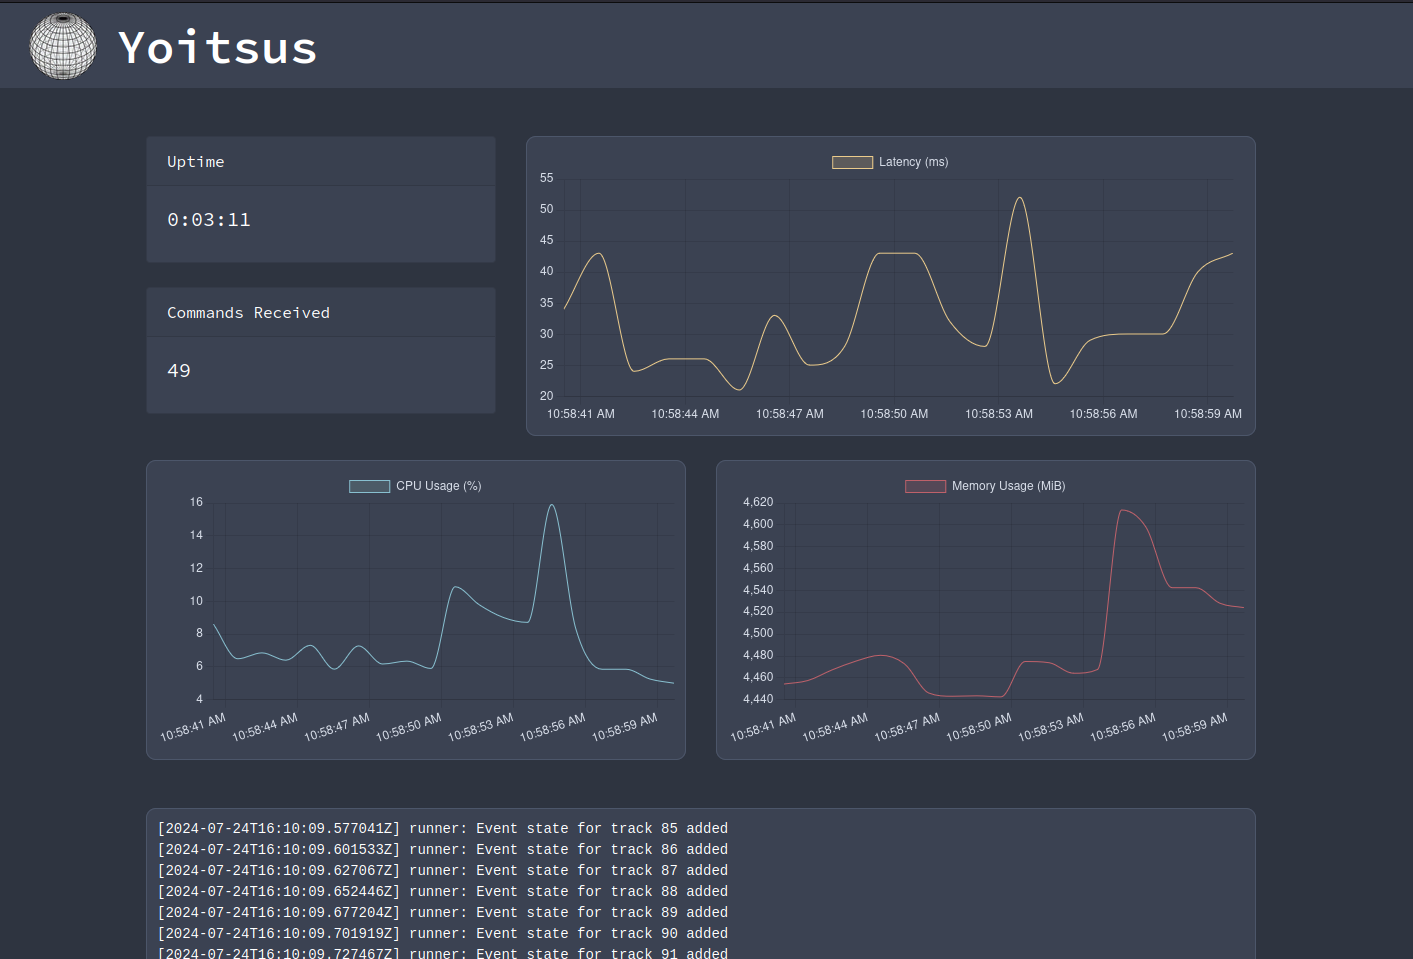 Yoitsus
Uptime
0:03:11
Commands Received
49
Latency (ms)
55
50
45
40
35
30
25
20
10:58:41 AM 10:58:44 AM 10:58:47 AM 10:58:50 AM 10:58:53 AM 10:58:56 AM 10:58:59 AM
CPU Usage (%)
16
14
12
10
8
6
4
10:58:41 AM 10:58:44 AM 10:58:47 AM 10:58:50 AM 10:58:53 AM 10:58:56 AM 10:58:59 AM
Memory Usage (MiB)
4,620
4,600
4,580
4,560
4,540
4,520
4,500
4,480
4,460
4,440
10:58:41 AM 10:58:44 AM 10:58:47 AM 10:58:50 AM 10:58:53 AM 10:58:56 AM 10:58:59 AM
[2024-07-24T16:10:09.577041Z] runner: Event state for track 85 added
[2024-07-24T16:10:09.601533Z] runner: Event state for track 86 added
[2024-07-24T16:10:09.627067Z] runner: Event state for track 87 added
[2024-07-24T16:10:09.652446Z] runner: Event state for track 88 added
[2024-07-24T16:10:09.677204Z] runner: Event state for track 89 added
[2024-07-24T16:10:09.701919Z] runner: Event state for track 90 added
[2024-07-24T16:10:09.727467Z] runner: Event state for track 91 added